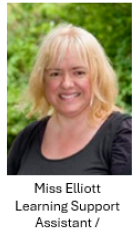 Miss Elliott
Learning Support
Assistant /